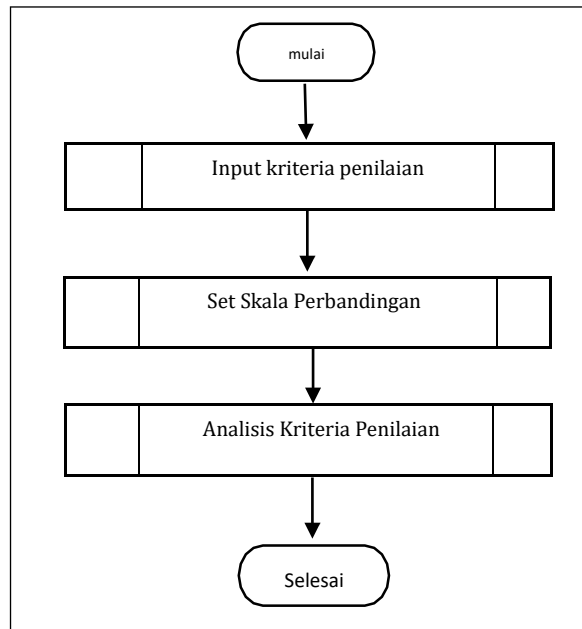 mulai
Input kriteria penilaian
Set Skala Perbandingan
Analisis Kriteria Penilaian
Selesai